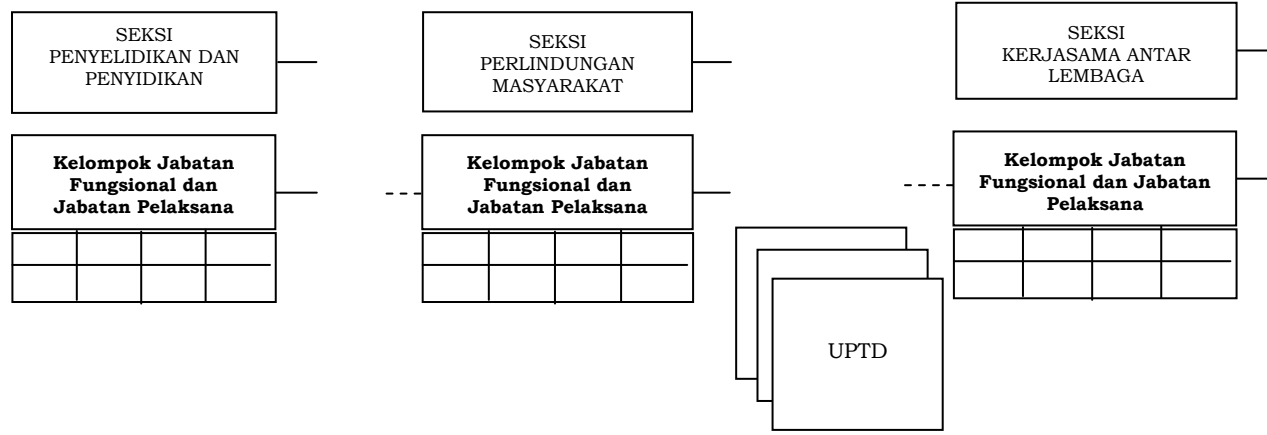 SEKSI
PENYELIDIKAN DAN
PENYIDIKAN
SEKSI
PERLINDUNGAN
MASYARAKAT
SEKSI
KERJASAMA ANTAR
LEMBAGA
Kelompok Jabatan
Fungsional dan
Jabatan Pelaksana
Kelompok Jabatan
Fungsional dan
Jabatan Pelaksana
Kelompok Jabatan
Fungsional dan Jabatan
Pelaksana
UPTD